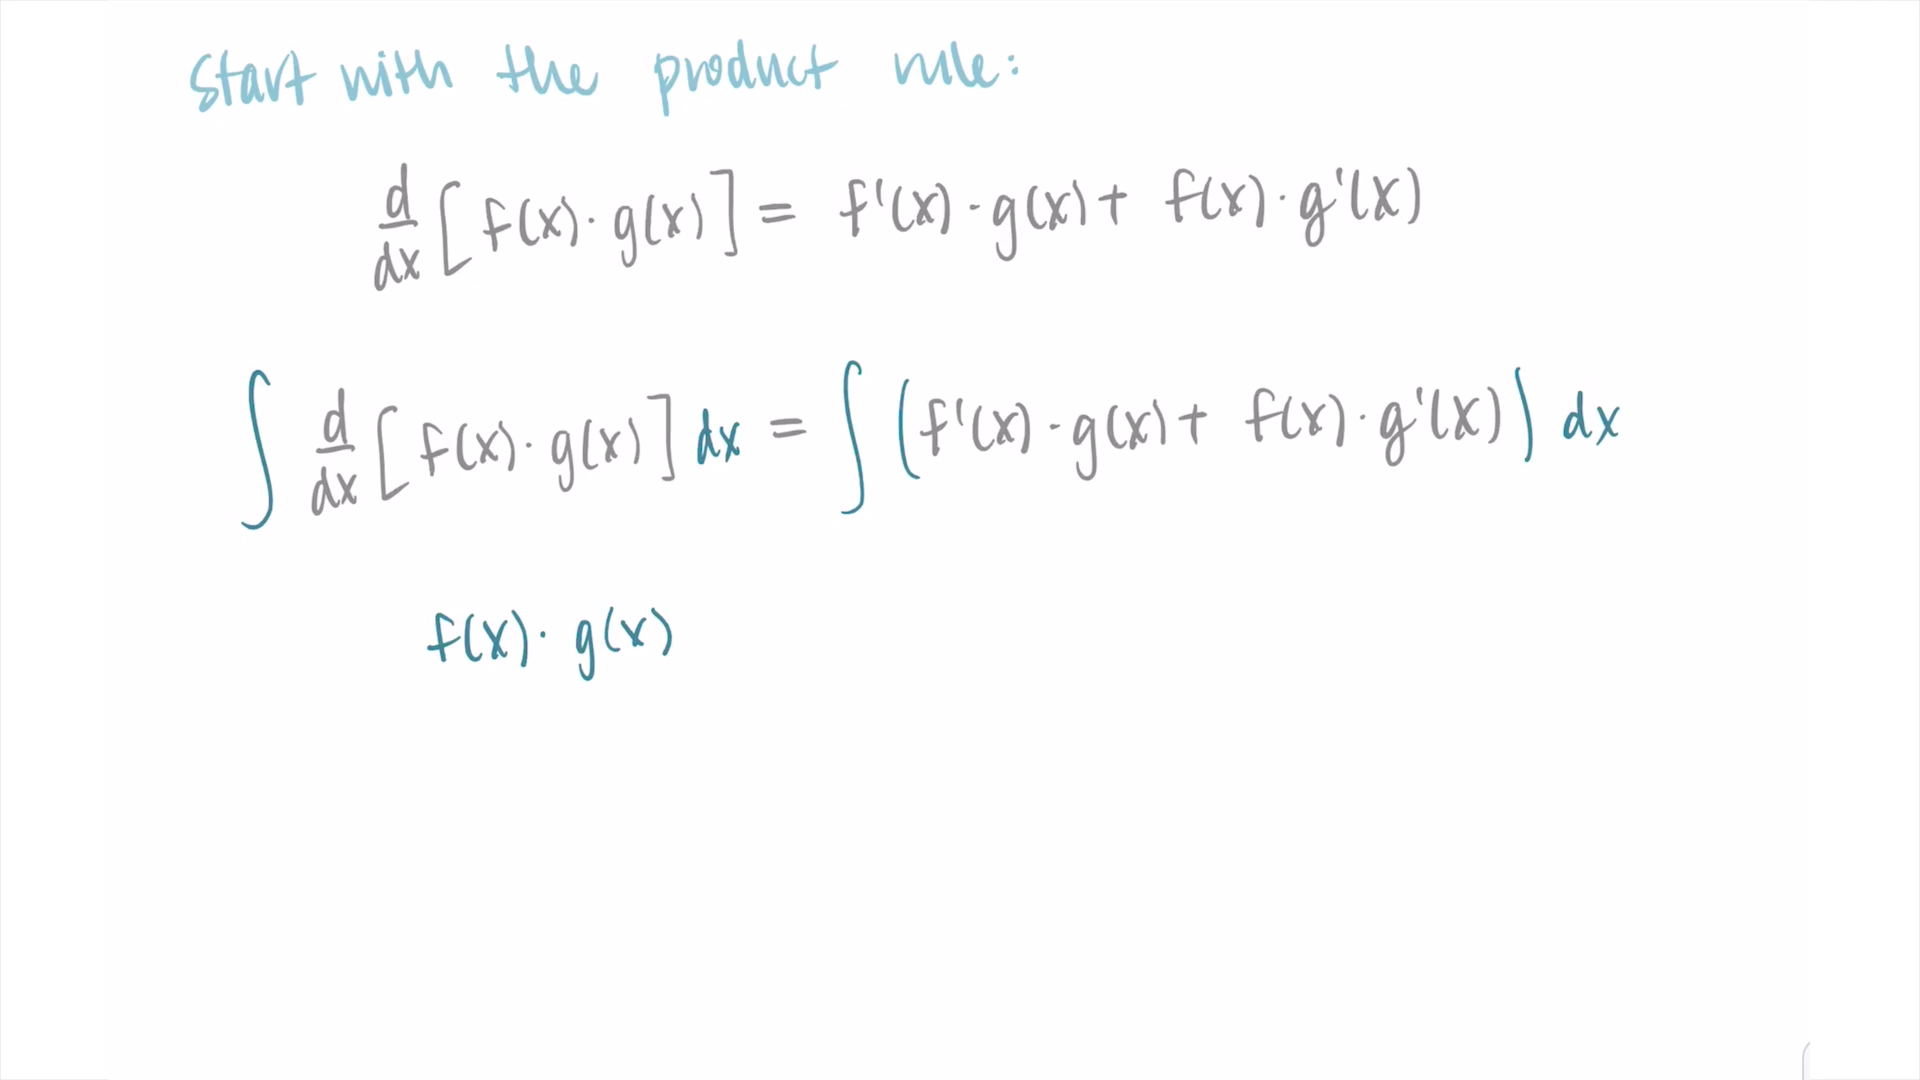 Start with the product rule:
d/dx [f(x) · g(x)] = f'(x) · g(x) + f(x) · g'(x)
∫ d/dx [f(x) · g(x)] dx = ∫ (f'(x) · g(x) + f(x) · g'(x)) dx
f(x) · g(x)